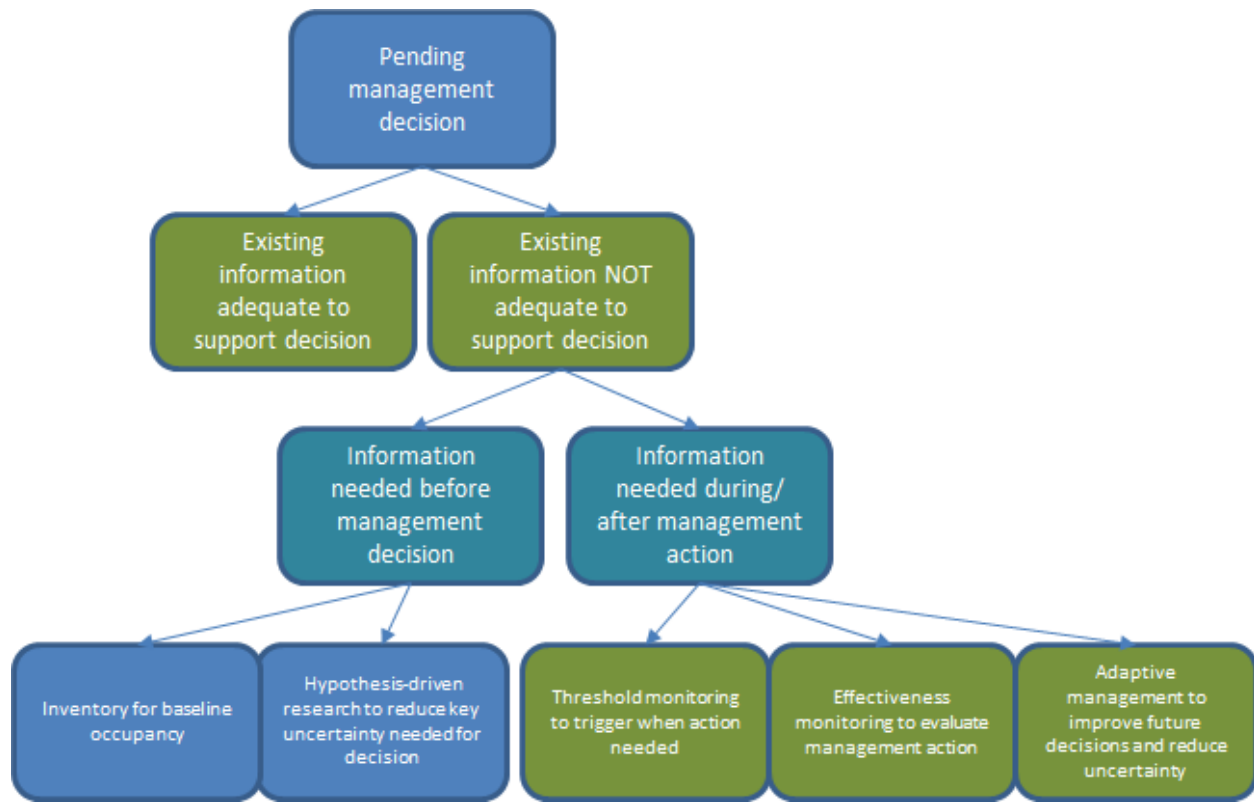 Pending
management
decision
Existing
information
adequate to
support decision
Existing
information NOT
adequate to
support decision
Information
needed before
management
decision
Information
needed during/
after management
action
Inventory for baseline
occupancy
Hypothesis-driven
research to reduce key
uncertainty needed for
decision
Threshold monitoring
to trigger when action
needed
Effectiveness
monitoring to evaluate
management action
Adaptive
management to
improve future
decisions and reduce
uncertainty